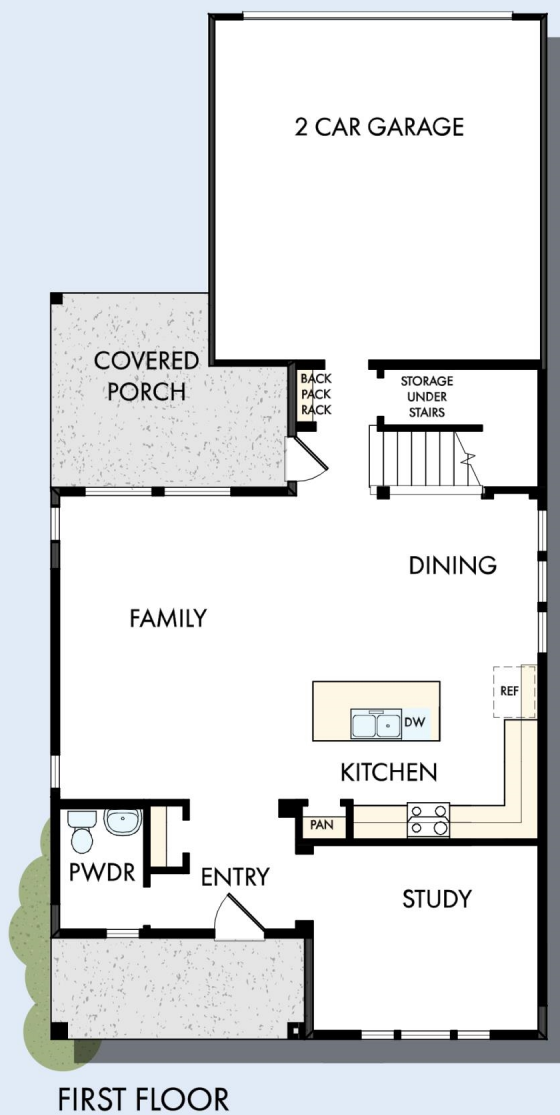 2 CAR GARAGE
COVERED
PORCH
BACK
PACK
RACK
STORAGE
UNDER
STAIRS
DINING
FAMILY
REF
DW
KITCHEN
PAN
PWDR
ENTRY
STUDY
FIRST FLOOR